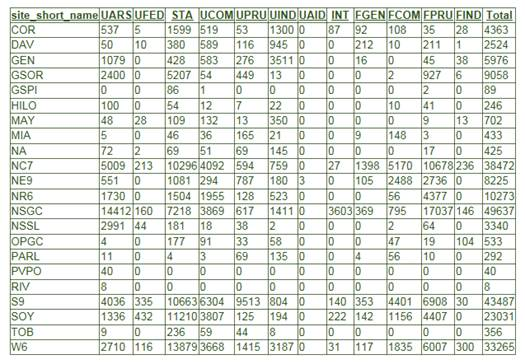 site_short_name UARS UFED STA UCOM UPRU UIND UAID INT FGEN FCOM FPRU FIND Total
COR 537 5 1599 519 53 1300 0 87 92 108 35 28 4363
DAV 50 10 380 589 116 945 0 0 212 10 211 1 2524
GEN 1079 0 428 583 276 3511 0 0 16 0 45 38 5976
GSOR 2400 0 5207 54 449 13 0 0 0 2 927 6 9058
GSPI 0 0 86 1 0 0 0 0 0 0 2 0 89
HILO 100 0 54 12 7 22 0 0 0 10 41 0 246
MAY 48 28 109 132 13 350 0 0 0 0 9 13 702
MIA 5 0 46 36 165 21 0 0 9 148 3 0 433
NA 72 2 69 51 69 145 0 0 0 0 17 0 425
NC7 5009 213 10296 4092 594 759 0 27 1398 5170 10678 236 38472
NE9 551 0 1081 294 787 180 3 0 105 2488 2736 0 8225
NR6 1730 0 1504 1955 128 523 0 0 0 56 4377 0 10273
NSGC 14412 160 7218 3869 617 1411 0 3603 369 795 17037 146 49637
NSSL 2991 44 181 18 38 2 0 0 0 2 64 0 3340
OPGC 4 0 177 91 33 58 0 0 0 47 19 104 533
PARL 11 0 4 3 69 135 0 0 4 56 10 0 292
PVPO 40 0 0 0 0 0 0 0 0 0 0 0 40
RIV 8 0 0 0 0 0 0 0 0 0 0 0 8
S9 4036 335 10663 6304 9513 804 0 140 353 4401 6908 30 43487
SOY 1336 432 11210 3807 125 194 0 222 142 1156 4407 0 23031
TOB 9 0 236 59 44 8 0 0 0 0 0 0 356
W6 2710 116 13879 3668 1415 3187 0 31 117 1835 6007 300 33265